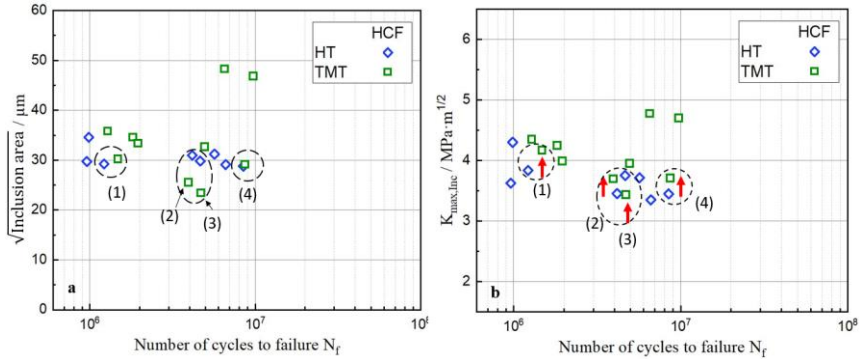 60
50
40
30
20
10
0
√Inclusion area / μm
HCF
HT
TMT
(1)
(2)
(3)
(4)
a
10⁶
10⁷
10⁸
Number of cycles to failure N_f
6
5
4
3
2
K_max,Inc / MPa·m^1/2
HCF
HT
TMT
(1)
(2)
(3)
(4)
b
10⁶
10⁷
10⁸
Number of cycles to failure N_f